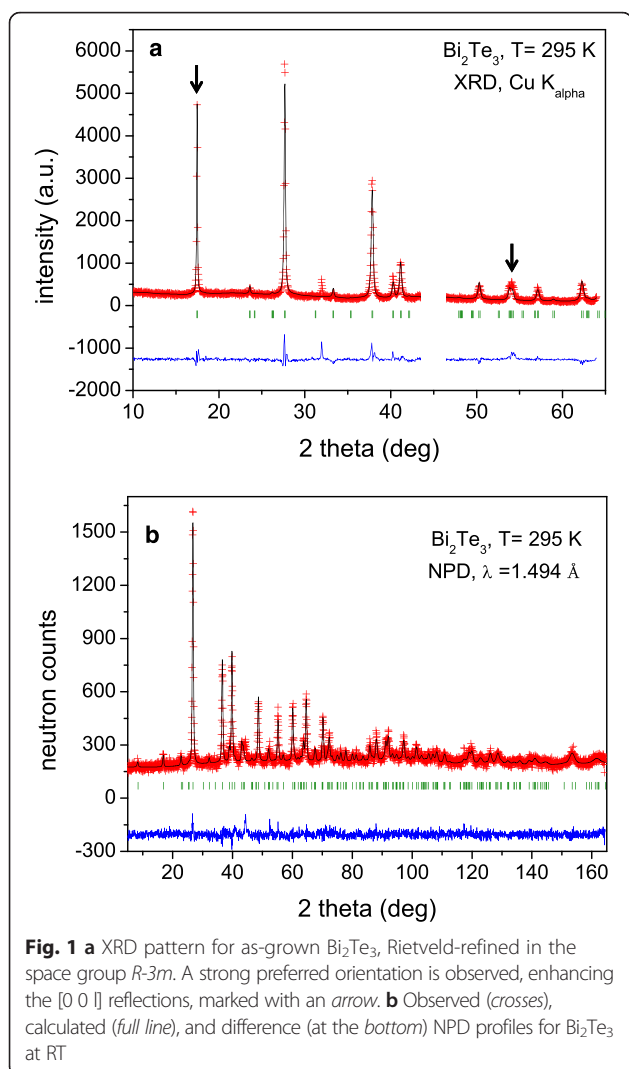 a
Bi₂Te₃, T= 295 K
XRD, Cu Kalpha
intensity (a.u.)
6000
5000
4000
3000
2000
1000
0
-1000
-2000
10 20 30 40 50 60
2 theta (deg)
b
Bi₂Te₃, T= 295 K
NPD, λ =1.494 Å
neutron counts
1500
1200
900
600
300
0
-300
20 40 60 80 100 120 140 160
2 theta (deg)
Fig. 1 a XRD pattern for as-grown Bi₂Te₃, Rietveld-refined in the
space group R-3m. A strong preferred orientation is observed, enhancing
the [0 0 l] reflections, marked with an arrow. b Observed (crosses),
calculated (full line), and difference (at the bottom) NPD profiles for Bi₂Te₃
at RT